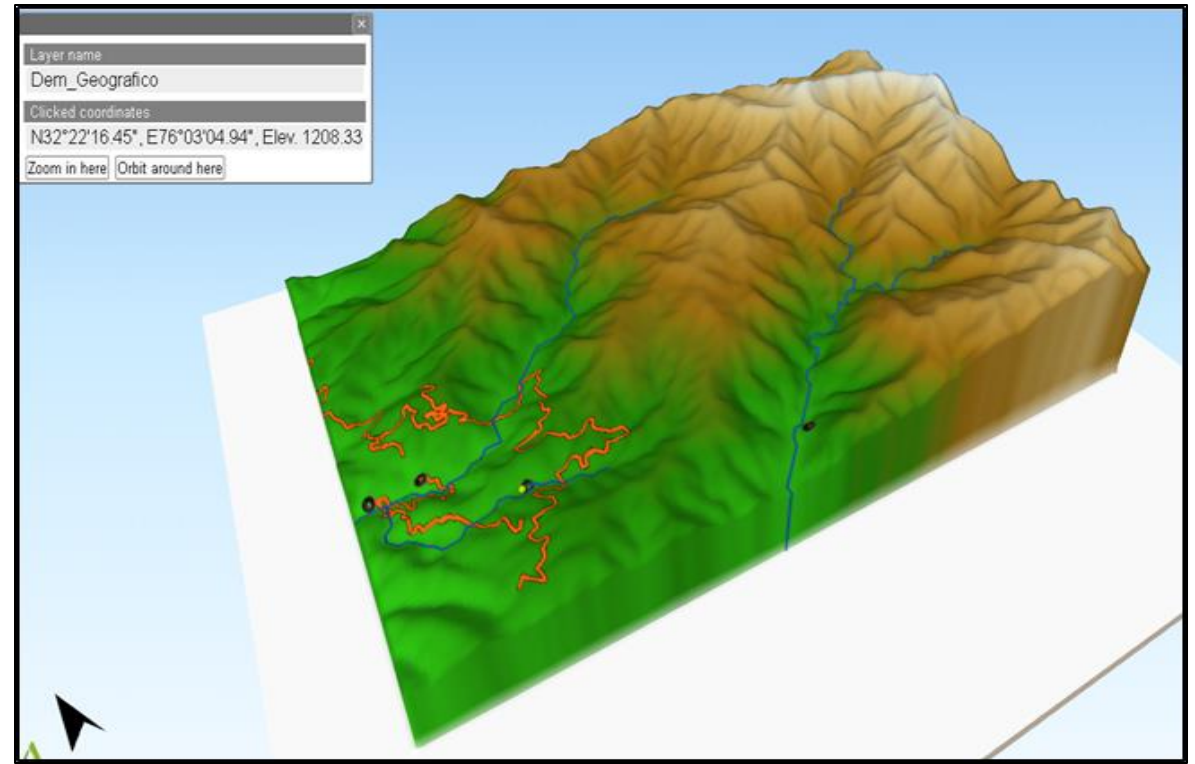 Layer name
Dem_Geografico
Clicked coordinates
N32°22'16.45", E76°03'04.94", Elev. 1208.33
Zoom in here Orbit around here